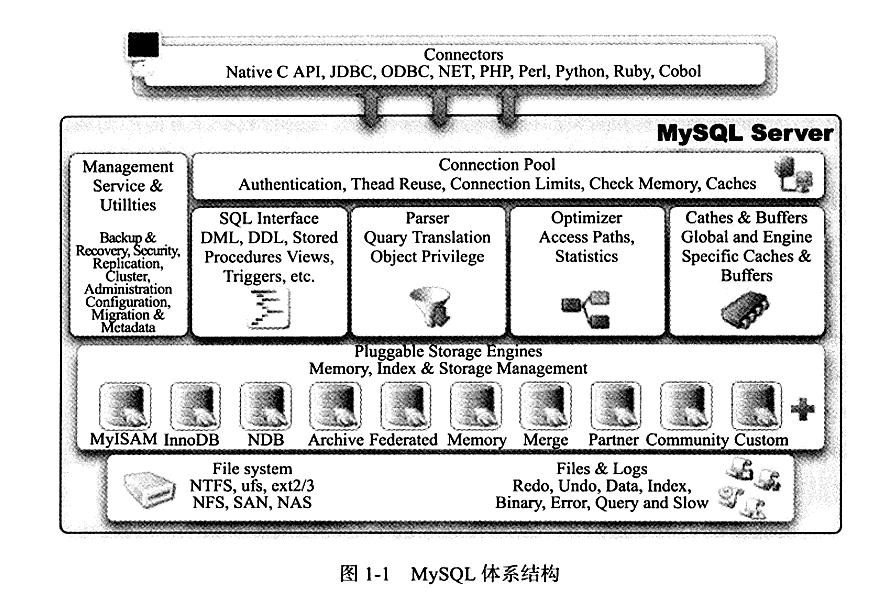 Connectors
Native C API, JDBC, ODBC, NET, PHP, Perl, Python, Ruby, Cobol
MySQL Server
Management
Service &
Utillties
Backup &
Recovery, Security,
Replication,
Cluster,
Administration
Configuration,
Migration &
Metadata
Connection Pool
Authentication, Thead Reuse, Connection Limits, Check Memory, Caches
SQL Interface
DML, DDL, Stored
Procedures Views,
Triggers, etc.
Parser
Quary Translation
Object Privilege
Optimizer
Access Paths,
Statistics
Cathes & Buffers
Global and Engine
Specific Caches &
Buffers
Pluggable Storage Engines
Memory, Index & Storage Management
MyISAM InnoDB NDB Archive Federated Memory Merge Partner Community Custom
File system
NTFS, ufs, ext2/3
NFS, SAN, NAS
Files & Logs
Redo, Undo, Data, Index,
Binary, Error, Query and Slow
图 1-1 MySQL 体系结构